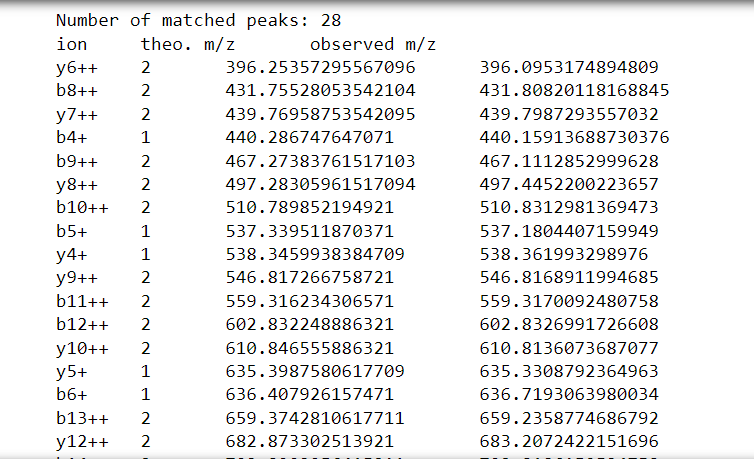 Number of matched peaks: 28
ion theo. m/z observed m/z
y6++ 2 396.25357295567096 396.0953174894809
b8++ 2 431.75528053542104 431.80820118168845
y7++ 2 439.76958753542095 439.7987293557032
b4+ 1 440.286747647071 440.15913688730376
b9++ 2 467.27383761517103 467.1112852999628
y8++ 2 497.28305961517094 497.4452200223657
b10++ 2 510.789852194921 510.8312981369473
b5+ 1 537.339511870371 537.1804407159949
y4+ 1 538.3459938384709 538.361993298976
y9++ 2 546.817266758721 546.8168911994685
b11++ 2 559.316234306571 559.3170092480758
b12++ 2 602.832248886321 602.8326991726608
y10++ 2 610.846555886321 610.8136073687077
y5+ 1 635.3987580617709 635.3308792364963
b6+ 1 636.407926157471 636.7193063980034
b13++ 2 659.3742810617711 659.2358774686792
y12++ 2 682.873302513921 683.2072422151696